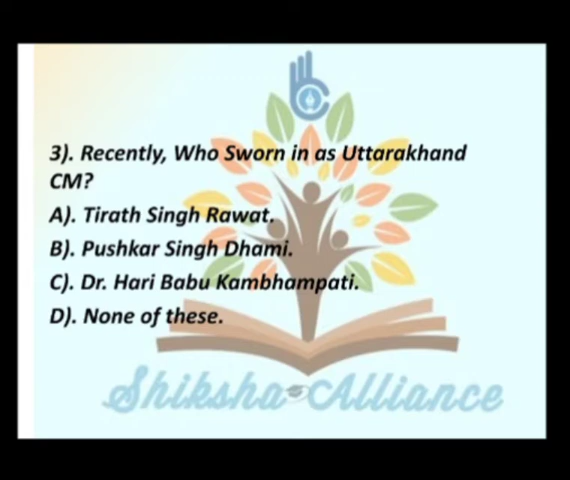 3). Recently, Who Sworn in as Uttarakhand
CM?
A). Tirath Singh Rawat.
B). Pushkar Singh Dhami.
C). Dr. Hari Babu Kambhampati.
D). None of these.
Shiksha Alliance